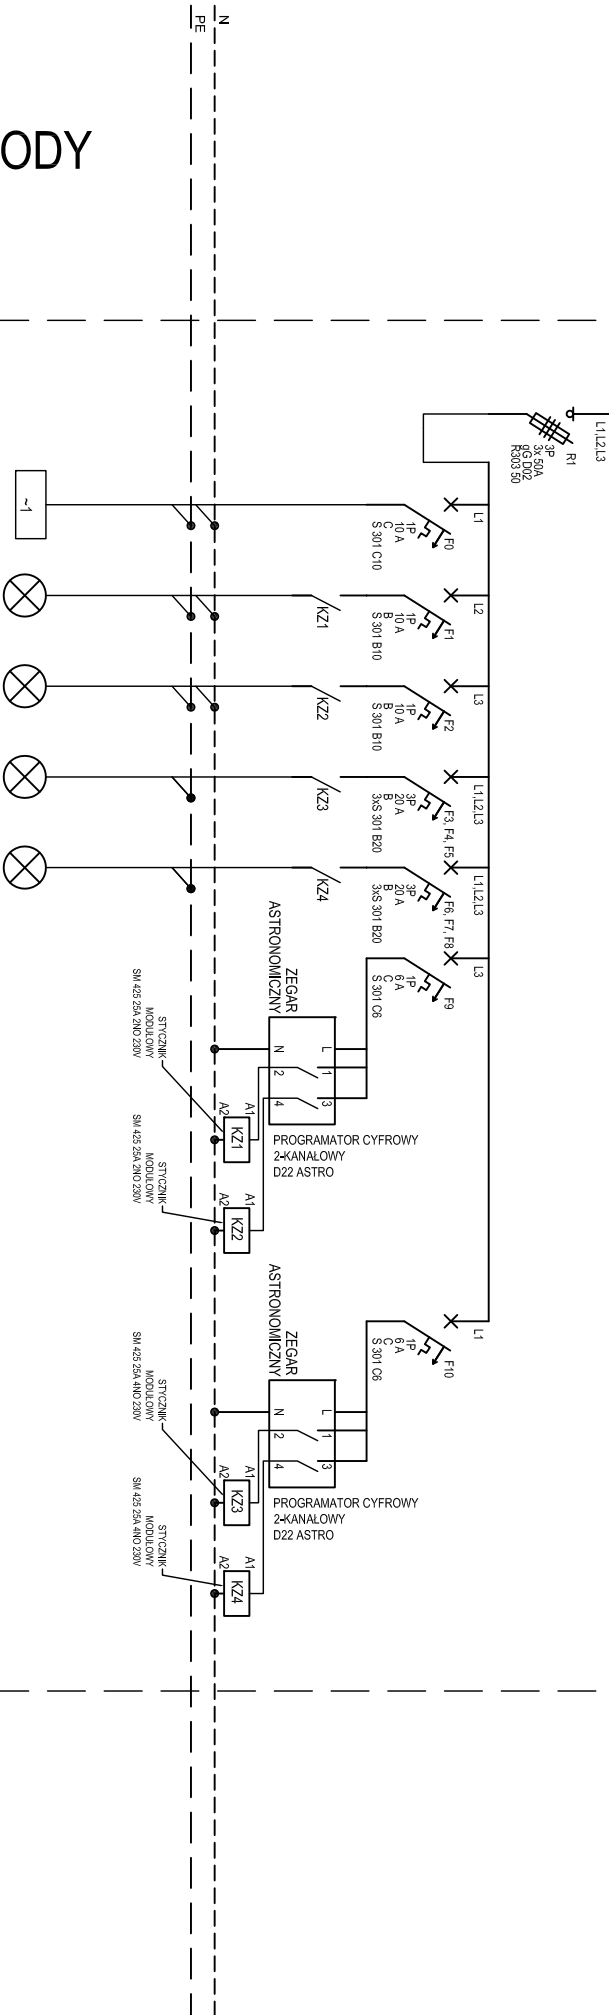 N
PE
ODY
L1,L2,L3
R1
3P
3x 50A
gG D02
R303 50
L1
F0
1P
10 A
C
S 301 C10
L2
F1
1P
10 A
B
S 301 B10
L3
F2
1P
10 A
B
S 301 B10
L1,L2,L3
F3, F4, F5
3P
20 A
B
3xS 301 B20
L1,L2,L3
F6, F7, F8
3P
20 A
B
3xS 301 B20
L3
F9
1P
6 A
C
S 301 C6
L1
F10
1P
6 A
C
S 301 C6
KZ1
KZ2
KZ3
KZ4
~1
ZEGAR
ASTRONOMICZNY
L
1
3
N
2
4
PROGRAMATOR CYFROWY
2-KANAŁOWY
D22 ASTRO
A1
KZ1
A2
A1
KZ2
A2
STYCZNIK
MODUŁOWY
SM 425 25A 2NO 230V
STYCZNIK
MODUŁOWY
SM 425 25A 2NO 230V
ZEGAR
ASTRONOMICZNY
L
1
3
N
2
4
PROGRAMATOR CYFROWY
2-KANAŁOWY
D22 ASTRO
A1
KZ3
A2
A1
KZ4
A2
STYCZNIK
MODUŁOWY
SM 425 25A 4NO 230V
STYCZNIK
MODUŁOWY
SM 425 25A 4NO 230V